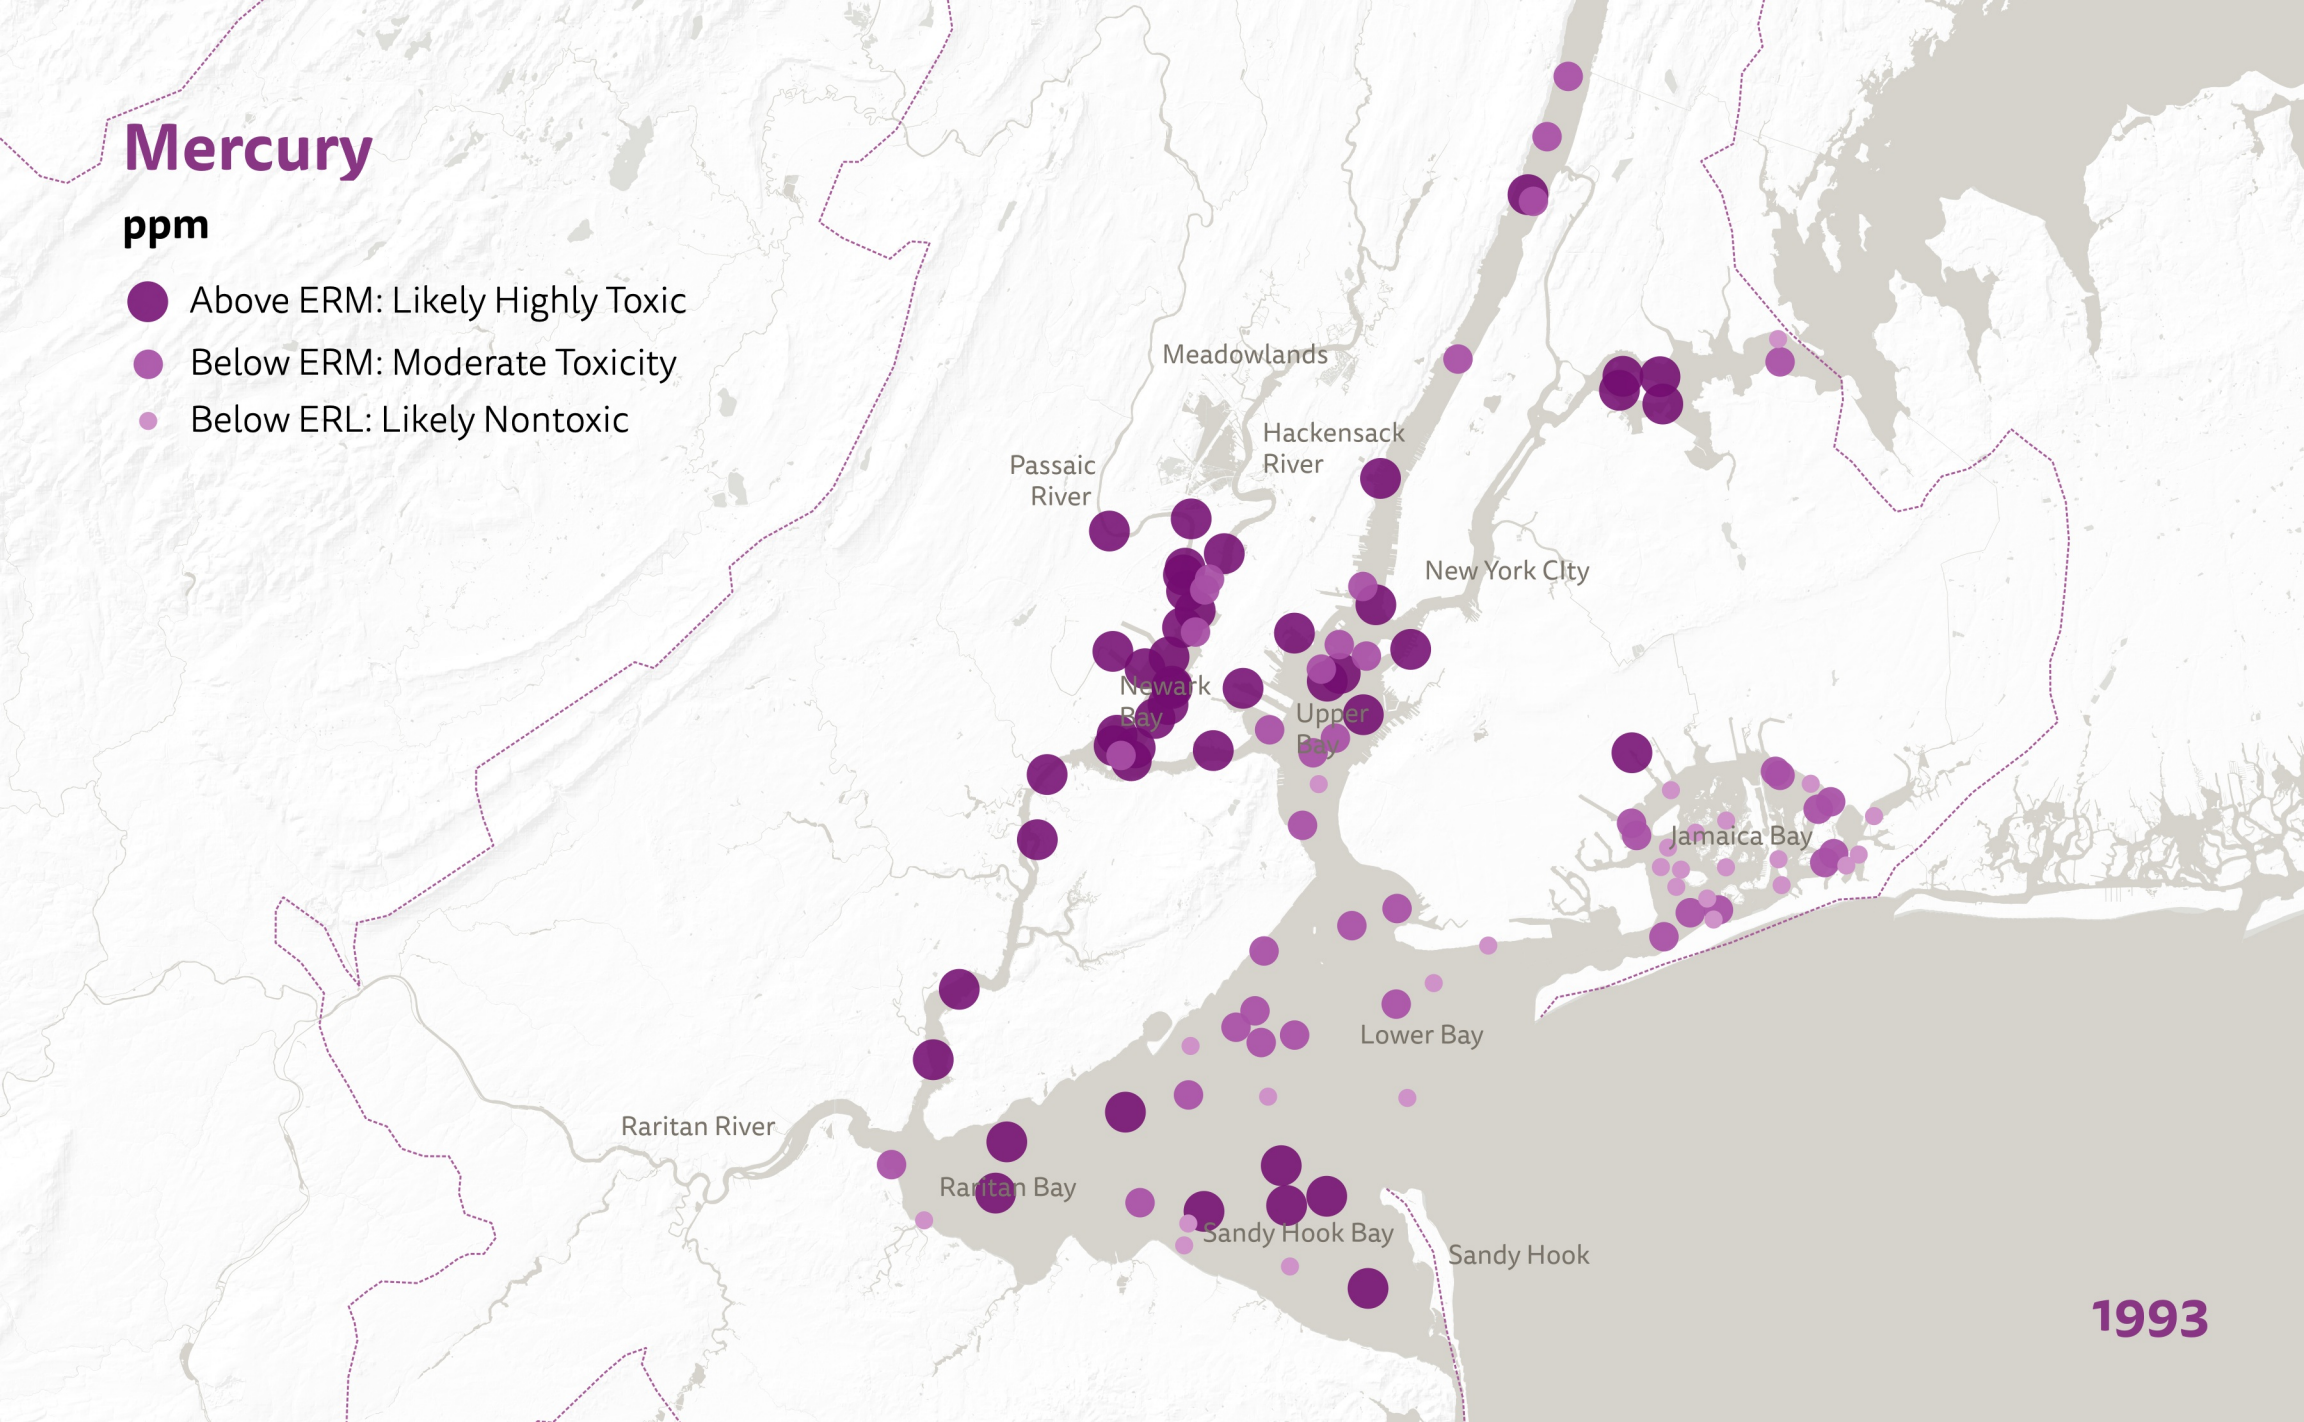 Mercury
ppm
Above ERM: Likely Highly Toxic
Below ERM: Moderate Toxicity
Below ERL: Likely Nontoxic
Meadowlands
Hackensack
River
Passaic
River
New York CIty
Newark
Bay
Upper
Bay
Jamaica Bay
Lower Bay
Raritan River
Raritan Bay
Sandy Hook Bay
Sandy Hook
1993